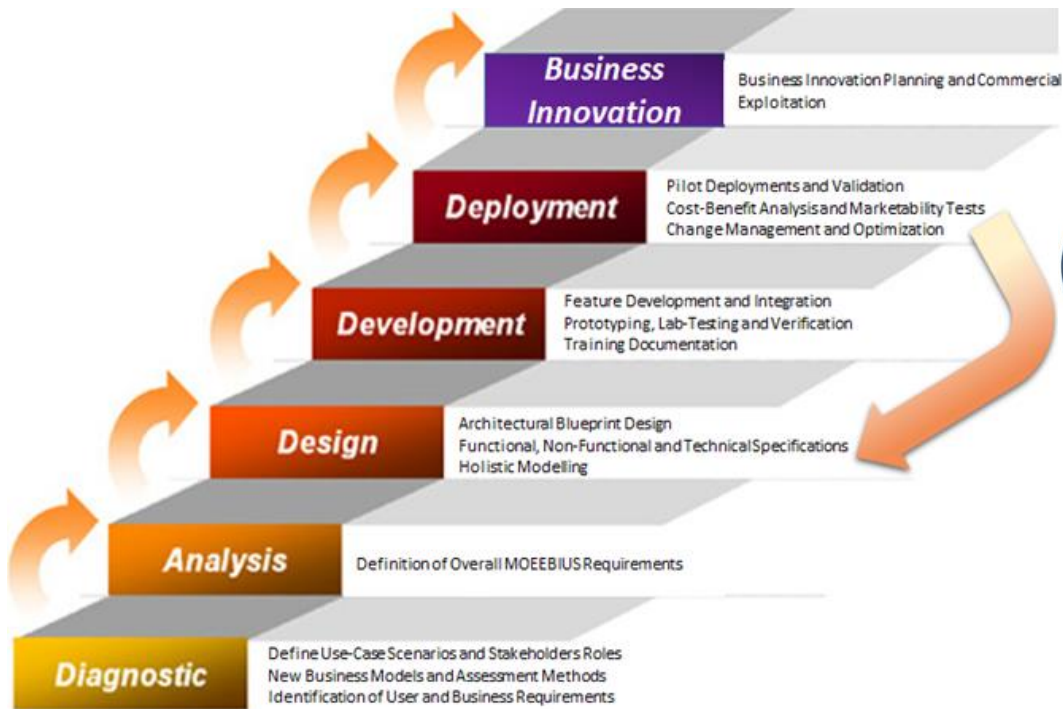 Business
Innovation
Business Innovation Planning and Commercial
Exploitation
Deployment
Pilot Deployments and Validation
Cost-Benefit Analysis and Marketability Tests
Change Management and Optimization
Development
Feature Development and Integration
Prototyping, Lab-Testing and Verification
Training Documentation
Design
Architectural Blueprint Design
Functional, Non-Functional and Technical Specifications
Holistic Modelling
Analysis
Definition of Overall MOEEBIUS Requirements
Diagnostic
Define Use-Case Scenarios and Stakeholders Roles
New Business Models and Assessment Methods
Identification of User and Business Requirements